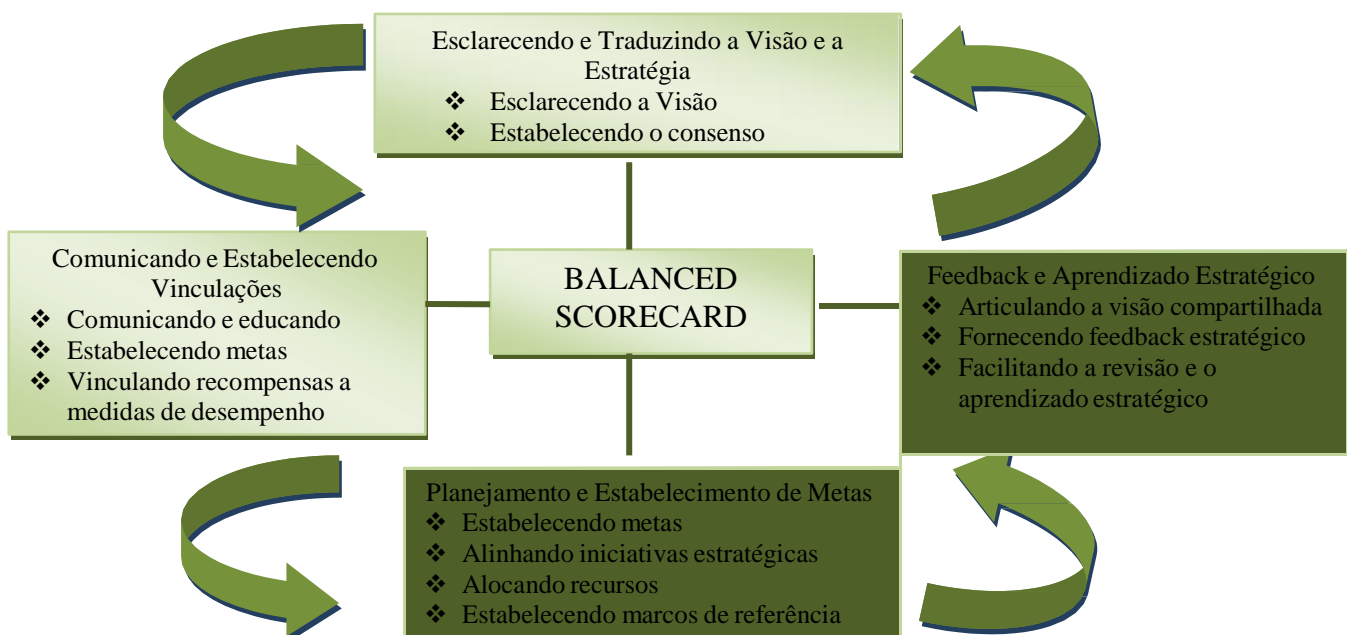 Esclarecendo e Traduzindo a Visão e a
Estratégia
❖ Esclarecendo a Visão
❖ Estabelecendo o consenso
Comunicando e Estabelecendo
Vinculações
❖ Comunicando e educando
❖ Estabelecendo metas
❖ Vinculando recompensas a
medidas de desempenho
BALANCED
SCORECARD
Feedback e Aprendizado Estratégico
❖ Articulando a visão compartilhada
❖ Fornecendo feedback estratégico
❖ Facilitando a revisão e o
aprendizado estratégico
Planejamento e Estabelecimento de Metas
❖ Estabelecendo metas
❖ Alinhando iniciativas estratégicas
❖ Alocando recursos
❖ Estabelecendo marcos de referência